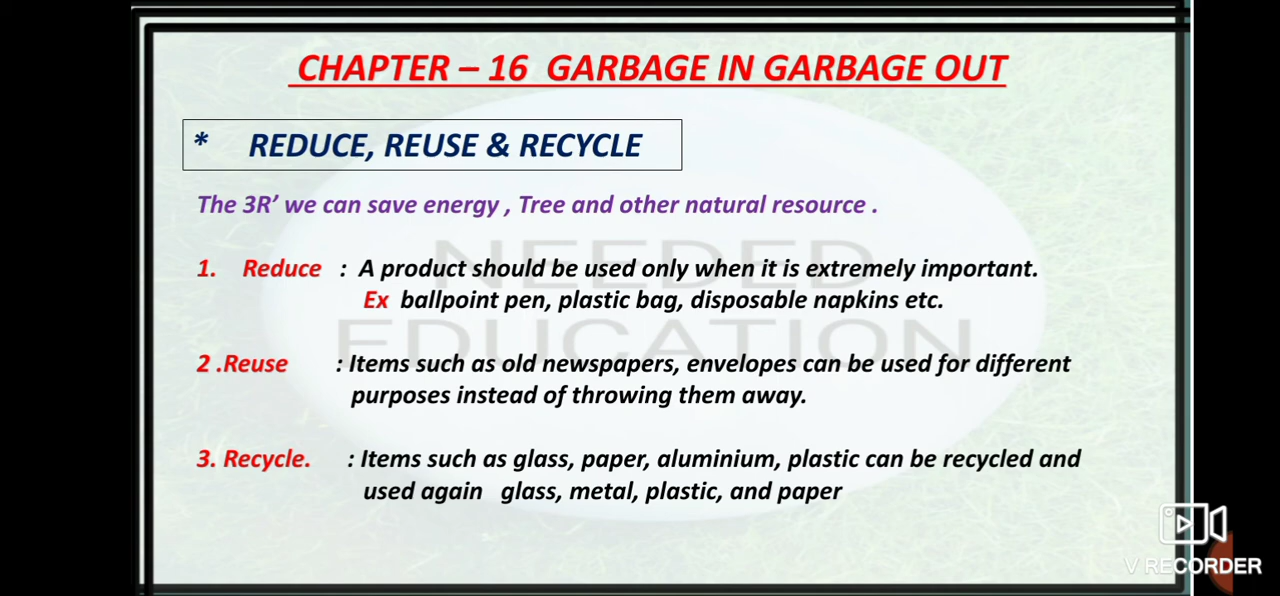 CHAPTER – 16 GARBAGE IN GARBAGE OUT
* REDUCE, REUSE & RECYCLE
The 3R’ we can save energy , Tree and other natural resource .
1. Reduce : A product should be used only when it is extremely important.
Ex ballpoint pen, plastic bag, disposable napkins etc.
2 .Reuse : Items such as old newspapers, envelopes can be used for different
purposes instead of throwing them away.
3. Recycle. : Items such as glass, paper, aluminium, plastic can be recycled and
used again glass, metal, plastic, and paper
NEEDED
EDUCATION
V RECORDER